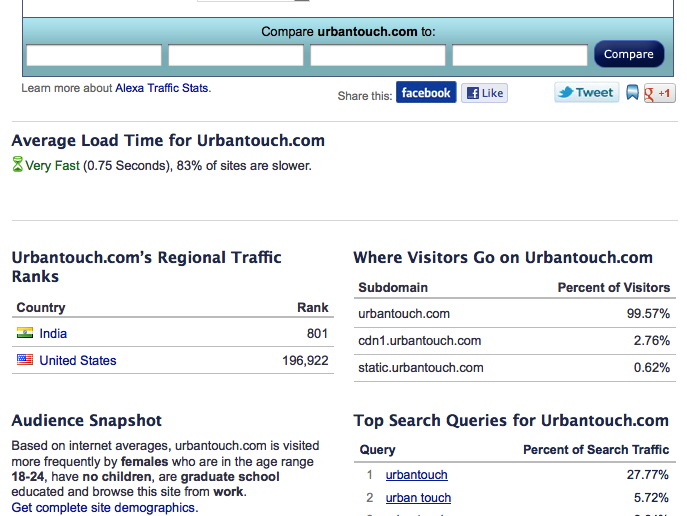 Compare urbantouch.com to:
Compare
Learn more about Alexa Traffic Stats.
Share this:
facebook
Like
Tweet
+1
Average Load Time for Urbantouch.com
Very Fast (0.75 Seconds), 83% of sites are slower.
Urbantouch.com's Regional Traffic
Ranks
Country Rank
India 801
United States 196,922
Where Visitors Go on Urbantouch.com
Subdomain Percent of Visitors
urbantouch.com 99.57%
cdn1.urbantouch.com 2.76%
static.urbantouch.com 0.62%
Audience Snapshot
Based on internet averages, urbantouch.com is visited
more frequently by females who are in the age range
18-24, have no children, are graduate school
educated and browse this site from work.
Get complete site demographics.
Top Search Queries for Urbantouch.com
Query Percent of Search Traffic
1 urbantouch 27.77%
2 urban touch 5.72%